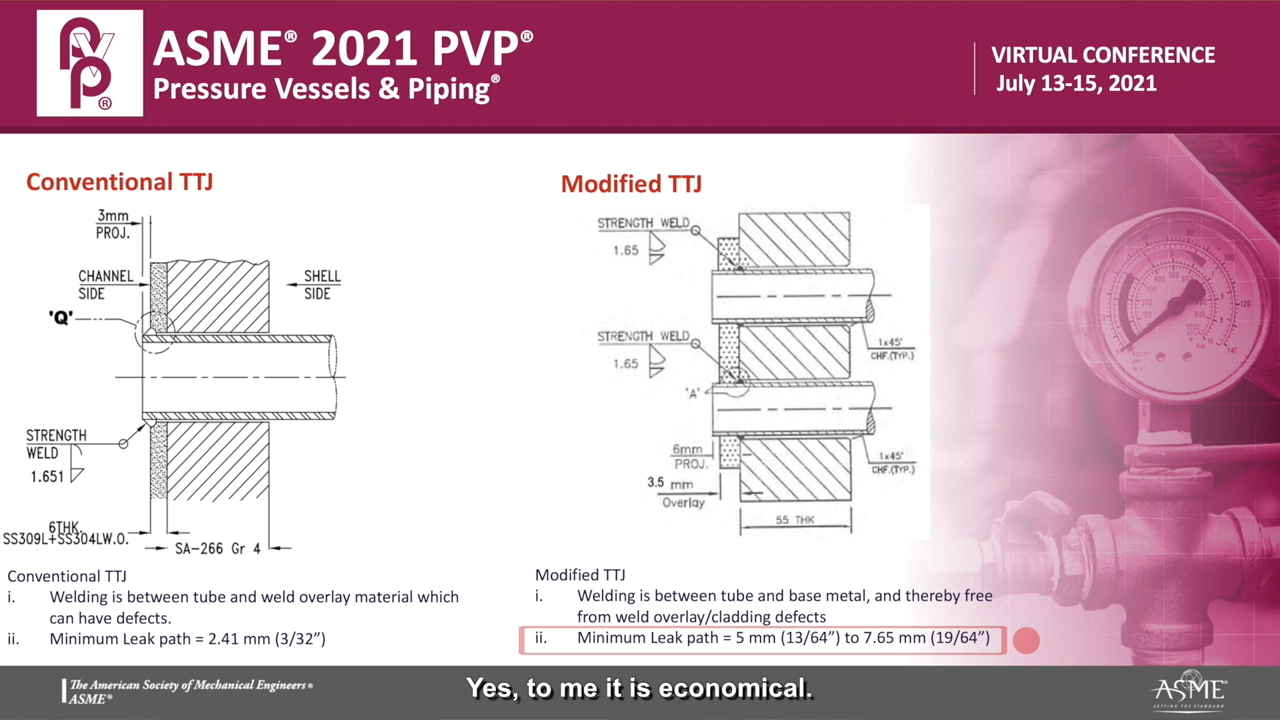 ASME® 2021 PVP®
Pressure Vessels & Piping®
VIRTUAL CONFERENCE
July 13-15, 2021
Conventional TTJ
3mm
PROJ.
CHANNEL
SIDE
SHELL
SIDE
'Q'
STRENGTH
WELD
1.651
6THK.
SS309L+SS304LW.O.
SA-266 Gr 4
Modified TTJ
STRENGTH WELD
1.65
STRENGTH WELD
1.65
1x45°
CHF.(TYP.)
'A'
6mm
PROJ.
1x45°
CHF.(TYP.)
3.5 mm
Overlay
55 THK
Conventional TTJ
i. Welding is between tube and weld overlay material which
can have defects.
ii. Minimum Leak path = 2.41 mm (3/32”)
Modified TTJ
i. Welding is between tube and base metal, and thereby free
from weld overlay/cladding defects
ii. Minimum Leak path = 5 mm (13/64”) to 7.65 mm (19/64”)
The American Society of Mechanical Engineers®
ASME®
Yes, to me it is economical.
ASME
SETTING THE STANDARD